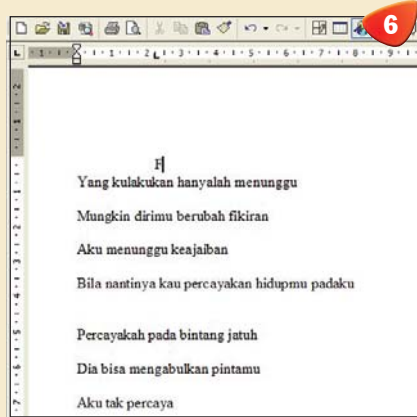 6
F
Yang kulakukan hanyalah menunggu
Mungkin dirimu berubah fikiran
Aku menunggu keajaiban
Bila nantinya kau percayakan hidupmu padaku
Percayakah pada bintang jatuh
Dia bisa mengabulkan pintamu
Aku tak percaya